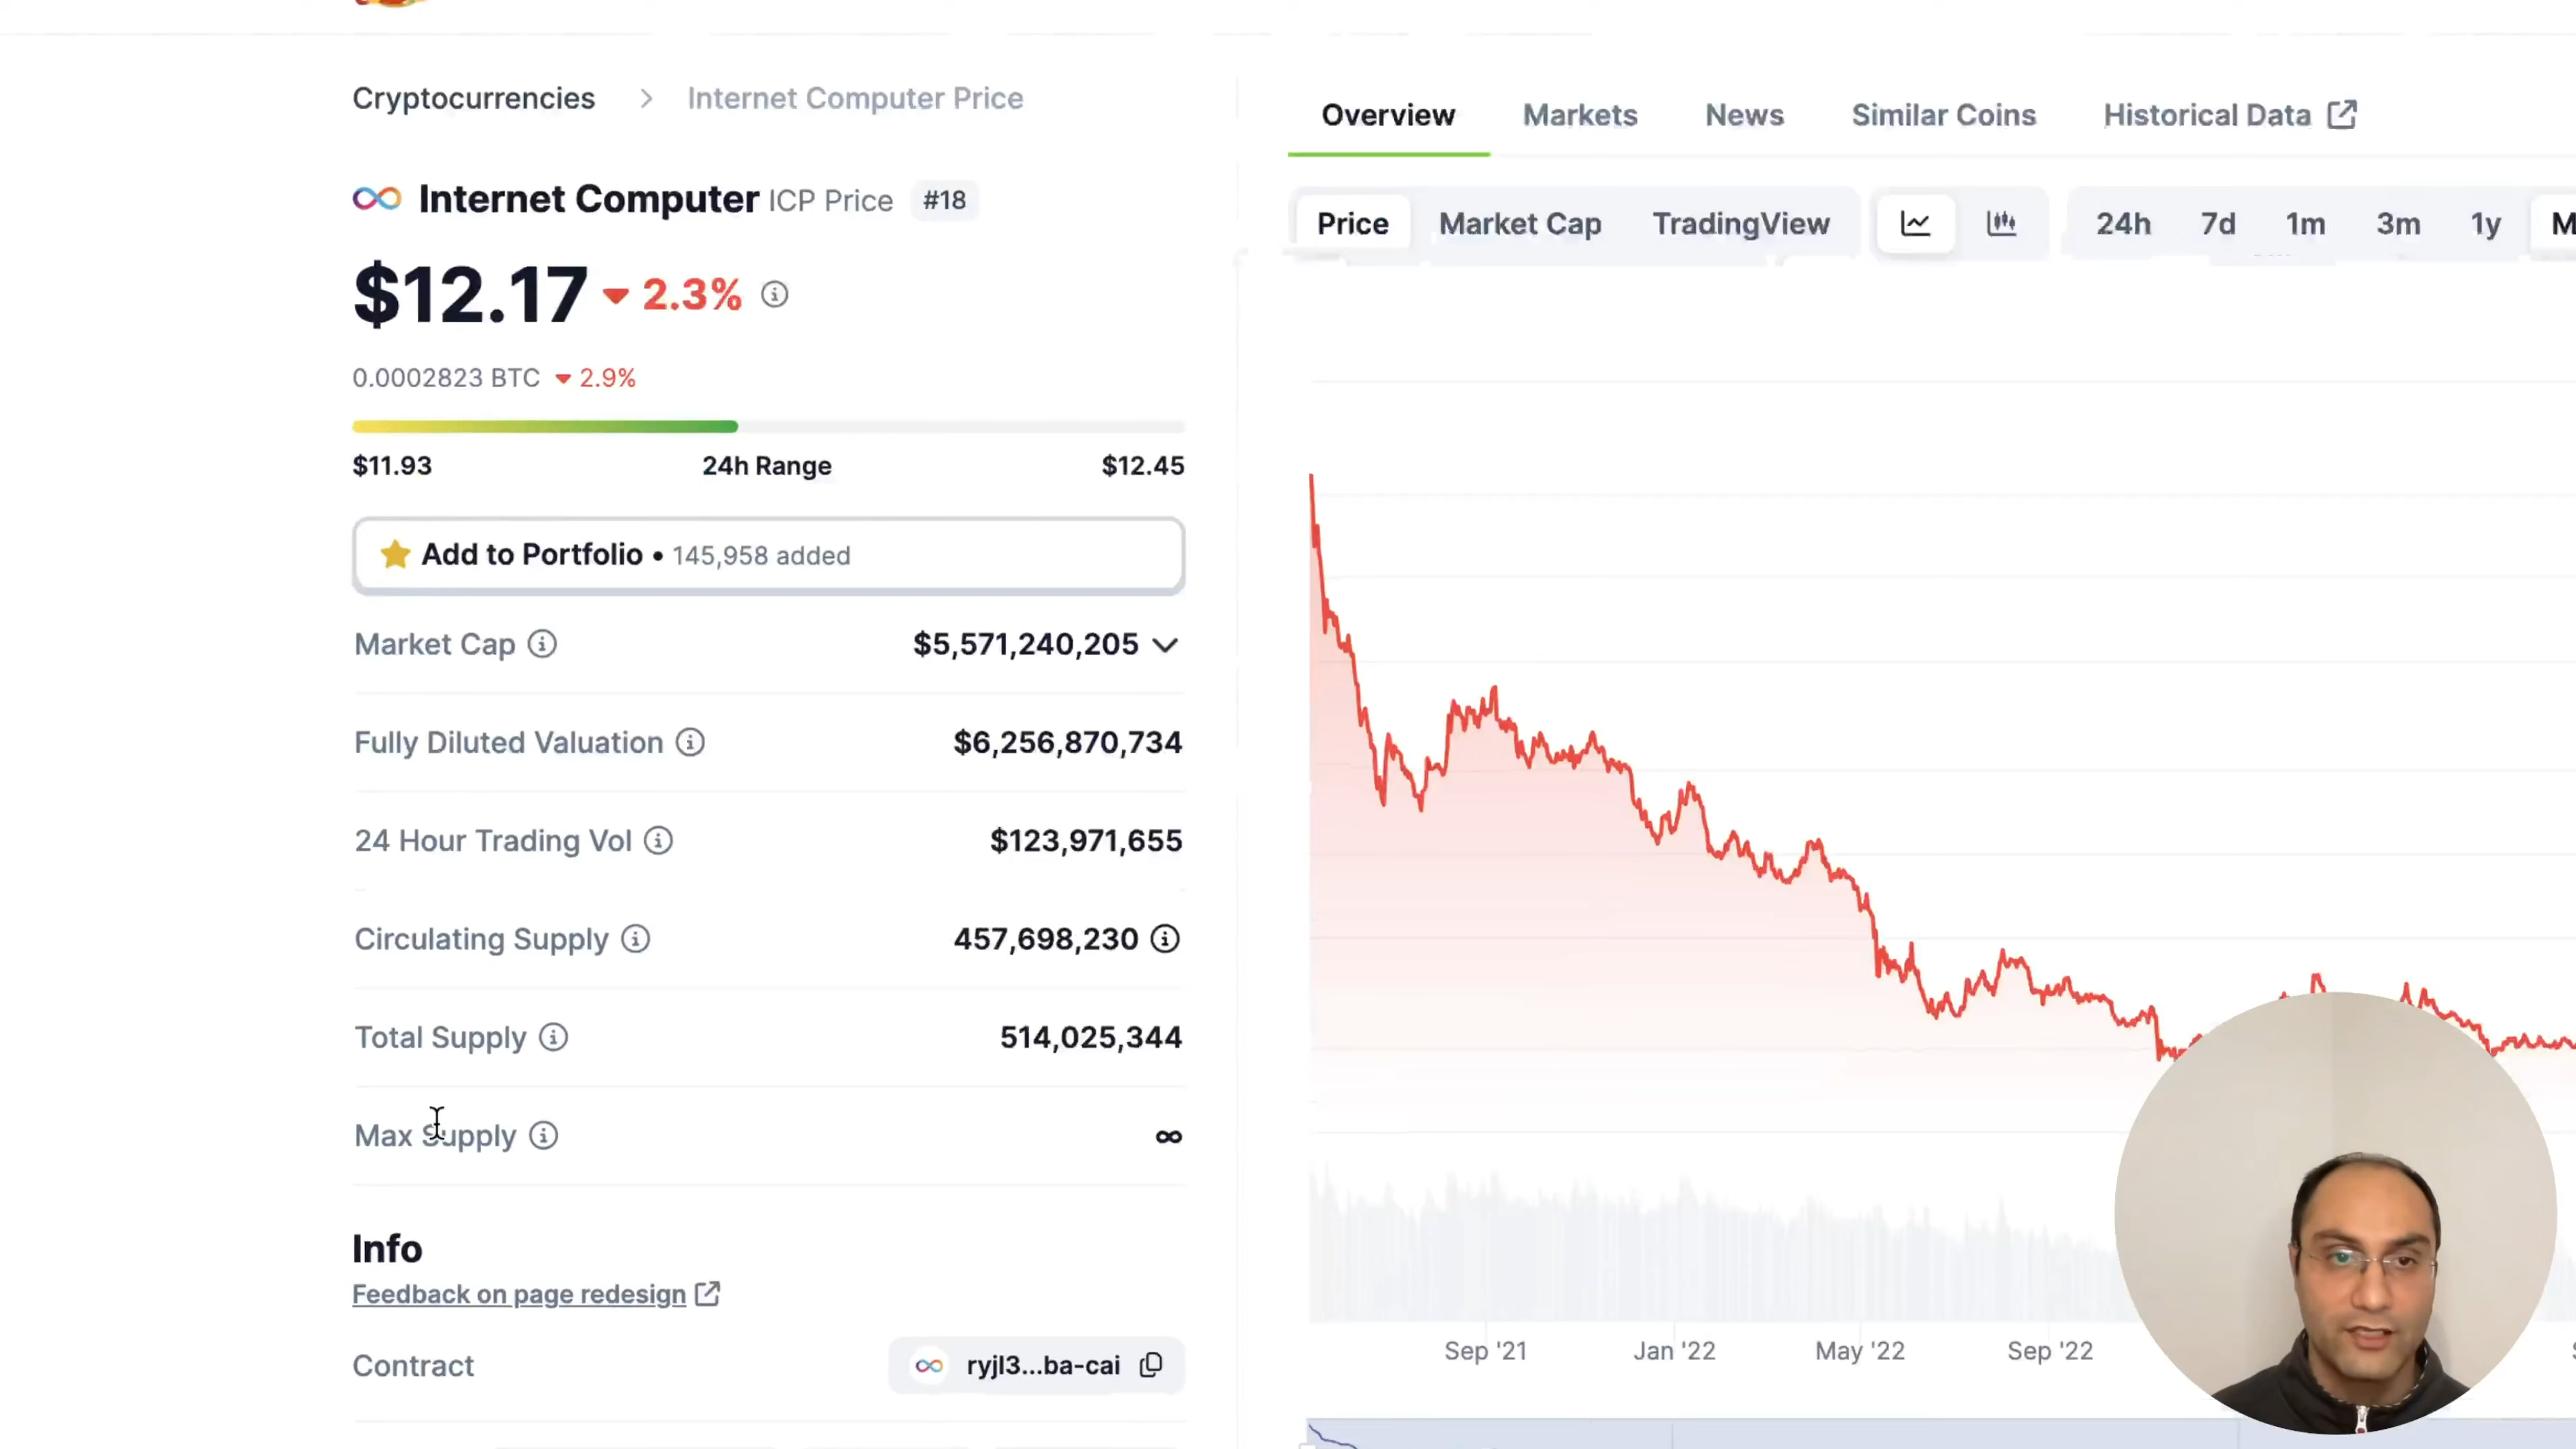 Cryptocurrencies > Internet Computer Price
Internet Computer ICP Price #18
$12.17 2.3%
0.0002823 BTC 2.9%
$11.93 24h Range $12.45
Add to Portfolio • 145,958 added
Market Cap $5,571,240,205
Fully Diluted Valuation $6,256,870,734
24 Hour Trading Vol $123,971,655
Circulating Supply 457,698,230
Total Supply 514,025,344
Max Supply ∞
Info
Feedback on page redesign
Contract ryjl3...ba-cai
Overview Markets News Similar Coins Historical Data
Price Market Cap TradingView 24h 7d 1m 3m 1y
Sep '21 Jan '22 May '22 Sep '22